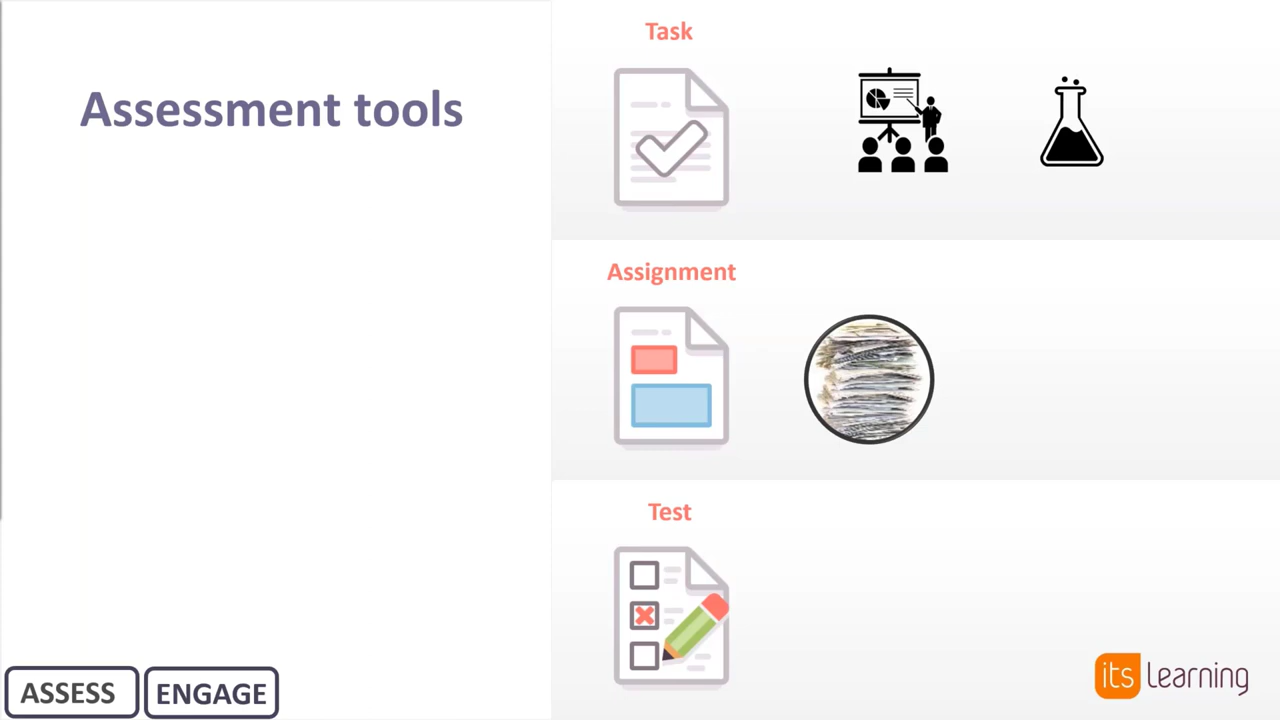 Assessment tools
Task
Assignment
Test
ASSESS
ENGAGE
its learning